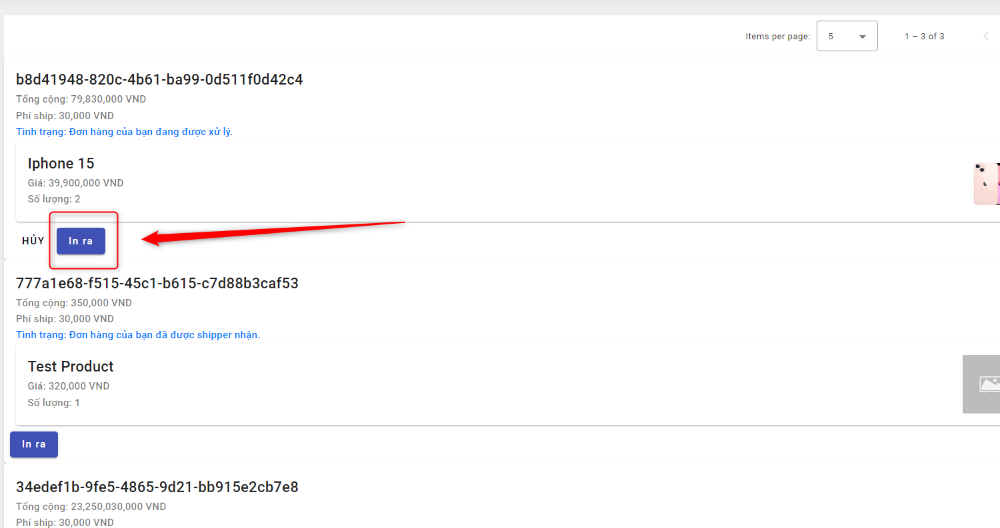 Items per page: 5 1 – 3 of 3
b8d41948-820c-4b61-ba99-0d511f0d42c4
Tổng cộng: 79,830,000 VND
Phí ship: 30,000 VND
Tình trạng: Đơn hàng của bạn đang được xử lý.
Iphone 15
Giá: 39,900,000 VND
Số lượng: 2
HỦY In ra
777a1e68-f515-45c1-b615-c7d88b3caf53
Tổng cộng: 350,000 VND
Phí ship: 30,000 VND
Tình trạng: Đơn hàng của bạn đã được shipper nhận.
Test Product
Giá: 320,000 VND
Số lượng: 1
In ra
34edef1b-9fe5-4865-9d21-bb915e2cb7e8
Tổng cộng: 23,250,030,000 VND
Phí ship: 30,000 VND